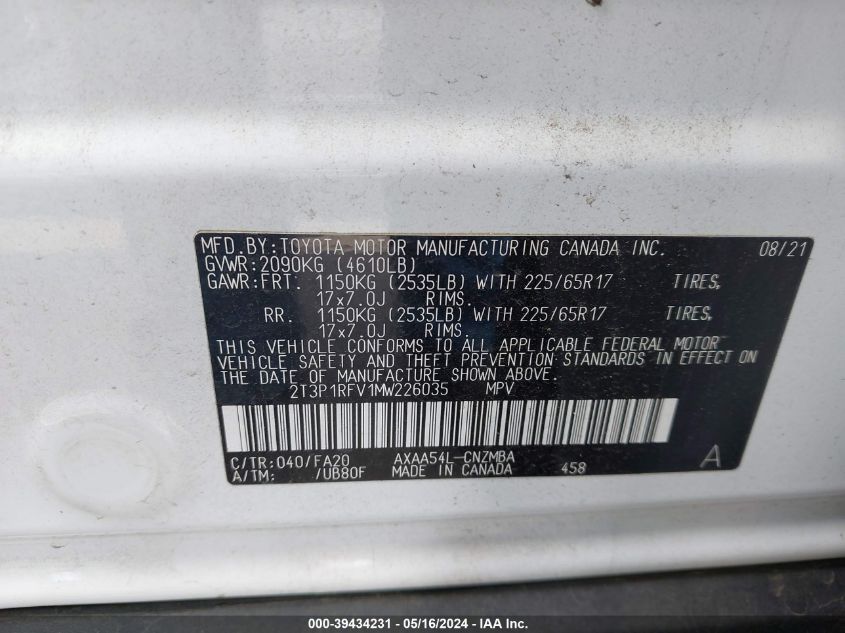 MFD.BY:TOYOTA MOTOR MANUFACTURING CANADA INC. 08/21
GVWR:2090KG (4610LB)
GAWR:FRT. 1150KG (2535LB) WITH 225/65R17 TIRES,
17x7.0J RIMS.
RR. 1150KG (2535LB) WITH 225/65R17 TIRES,
17x7.0J RIMS.
THIS VEHICLE CONFORMS TO ALL APPLICABLE FEDERAL MOTOR
VEHICLE SAFETY AND THEFT PREVENTION STANDARDS IN EFFECT ON
THE DATE OF MANUFACTURE SHOWN ABOVE.
2T3P1RFV1MW226035 MPV
C/TR:040/FA20 AXAA54L-CNZMBA A
A/TM: /UB80F MADE IN CANADA 458
000-39434231 - 05/16/2024 - IAAI.COM